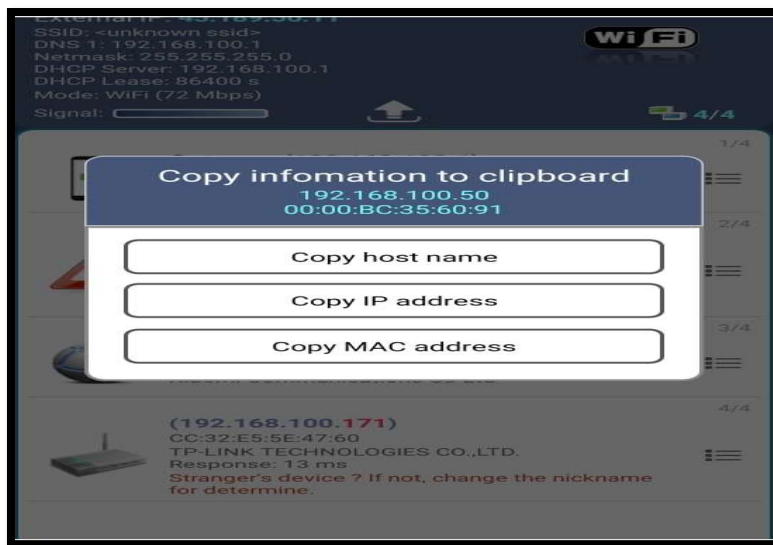 SSID: <unknown ssid>
DNS 1: 192.168.100.1
Netmask: 255.255.255.0
DHCP Server: 192.168.100.1
DHCP Lease: 86400 s
Mode: WiFi (72 Mbps)
Signal:
Wi Fi
4/4
1/4
Copy infomation to clipboard
192.168.100.50
00:00:BC:35:60:91
2/4
Copy host name
Copy IP address
3/4
Copy MAC address
4/4
(192.168.100.171)
CC:32:E5:5E:47:60
TP-LINK TECHNOLOGIES CO.,LTD.
Response: 13 ms
Stranger's device ? If not, change the nickname
for determine.